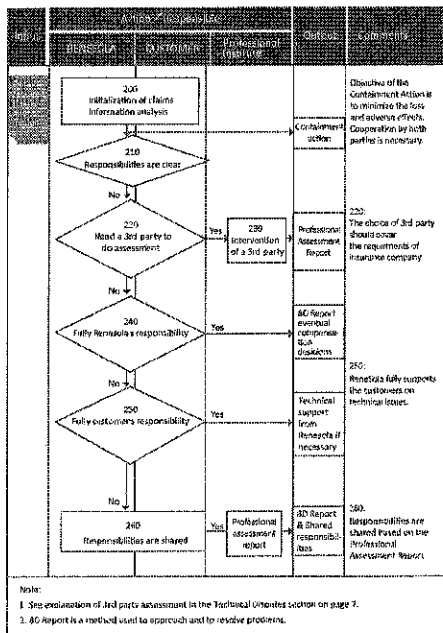 RENESOLA
CUSTOMER
Professional
Institute
Output
Comments
200
Initialization of claims
Information analysis
Containment
action
Objective of the
Containment Action is
to minimize the loss
and adverse effects.
Cooperation by both
parties is necessary.
210
Responsibilities are clear
No
220
Need a 3rd party to
do assessment
Yes
230
Intervention
of a 3rd party
Professional
Assessment
Report
220:
The choice of 3rd party
should cover
the requirments of
insurance company
No
240
Fully Renesola's responsibility
Yes
8D Report
eventual
compensa-
tion
decisions
No
250
Fully customer's responsibility
Yes
Technical
support
from
Renesola if
necessary
250:
Renesola fully supports
the customers on
technical issues.
No
260
Responsibilities are shared
Yes
Professional
assessment
report
8D Report
& Shared
responsibil-
ities
260:
Responsibilities are
shared based on the
Professional
Assessment Report
Note:
1. See explanation of 3rd party assessment in the Technical Disputes section on page 7.
2. 8D Report is a method used to approach and to resolve problems.